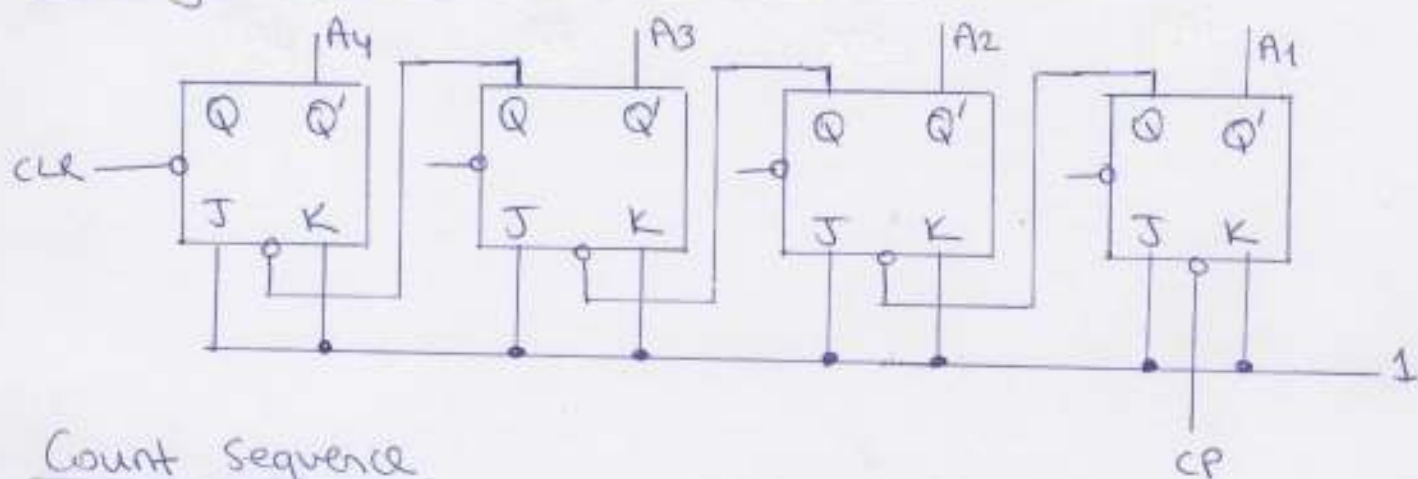 A4 A3 A2 A1
Q Q' Q Q' Q Q' Q Q'
CLR
J K J K J K J K
1
Count sequence
CP